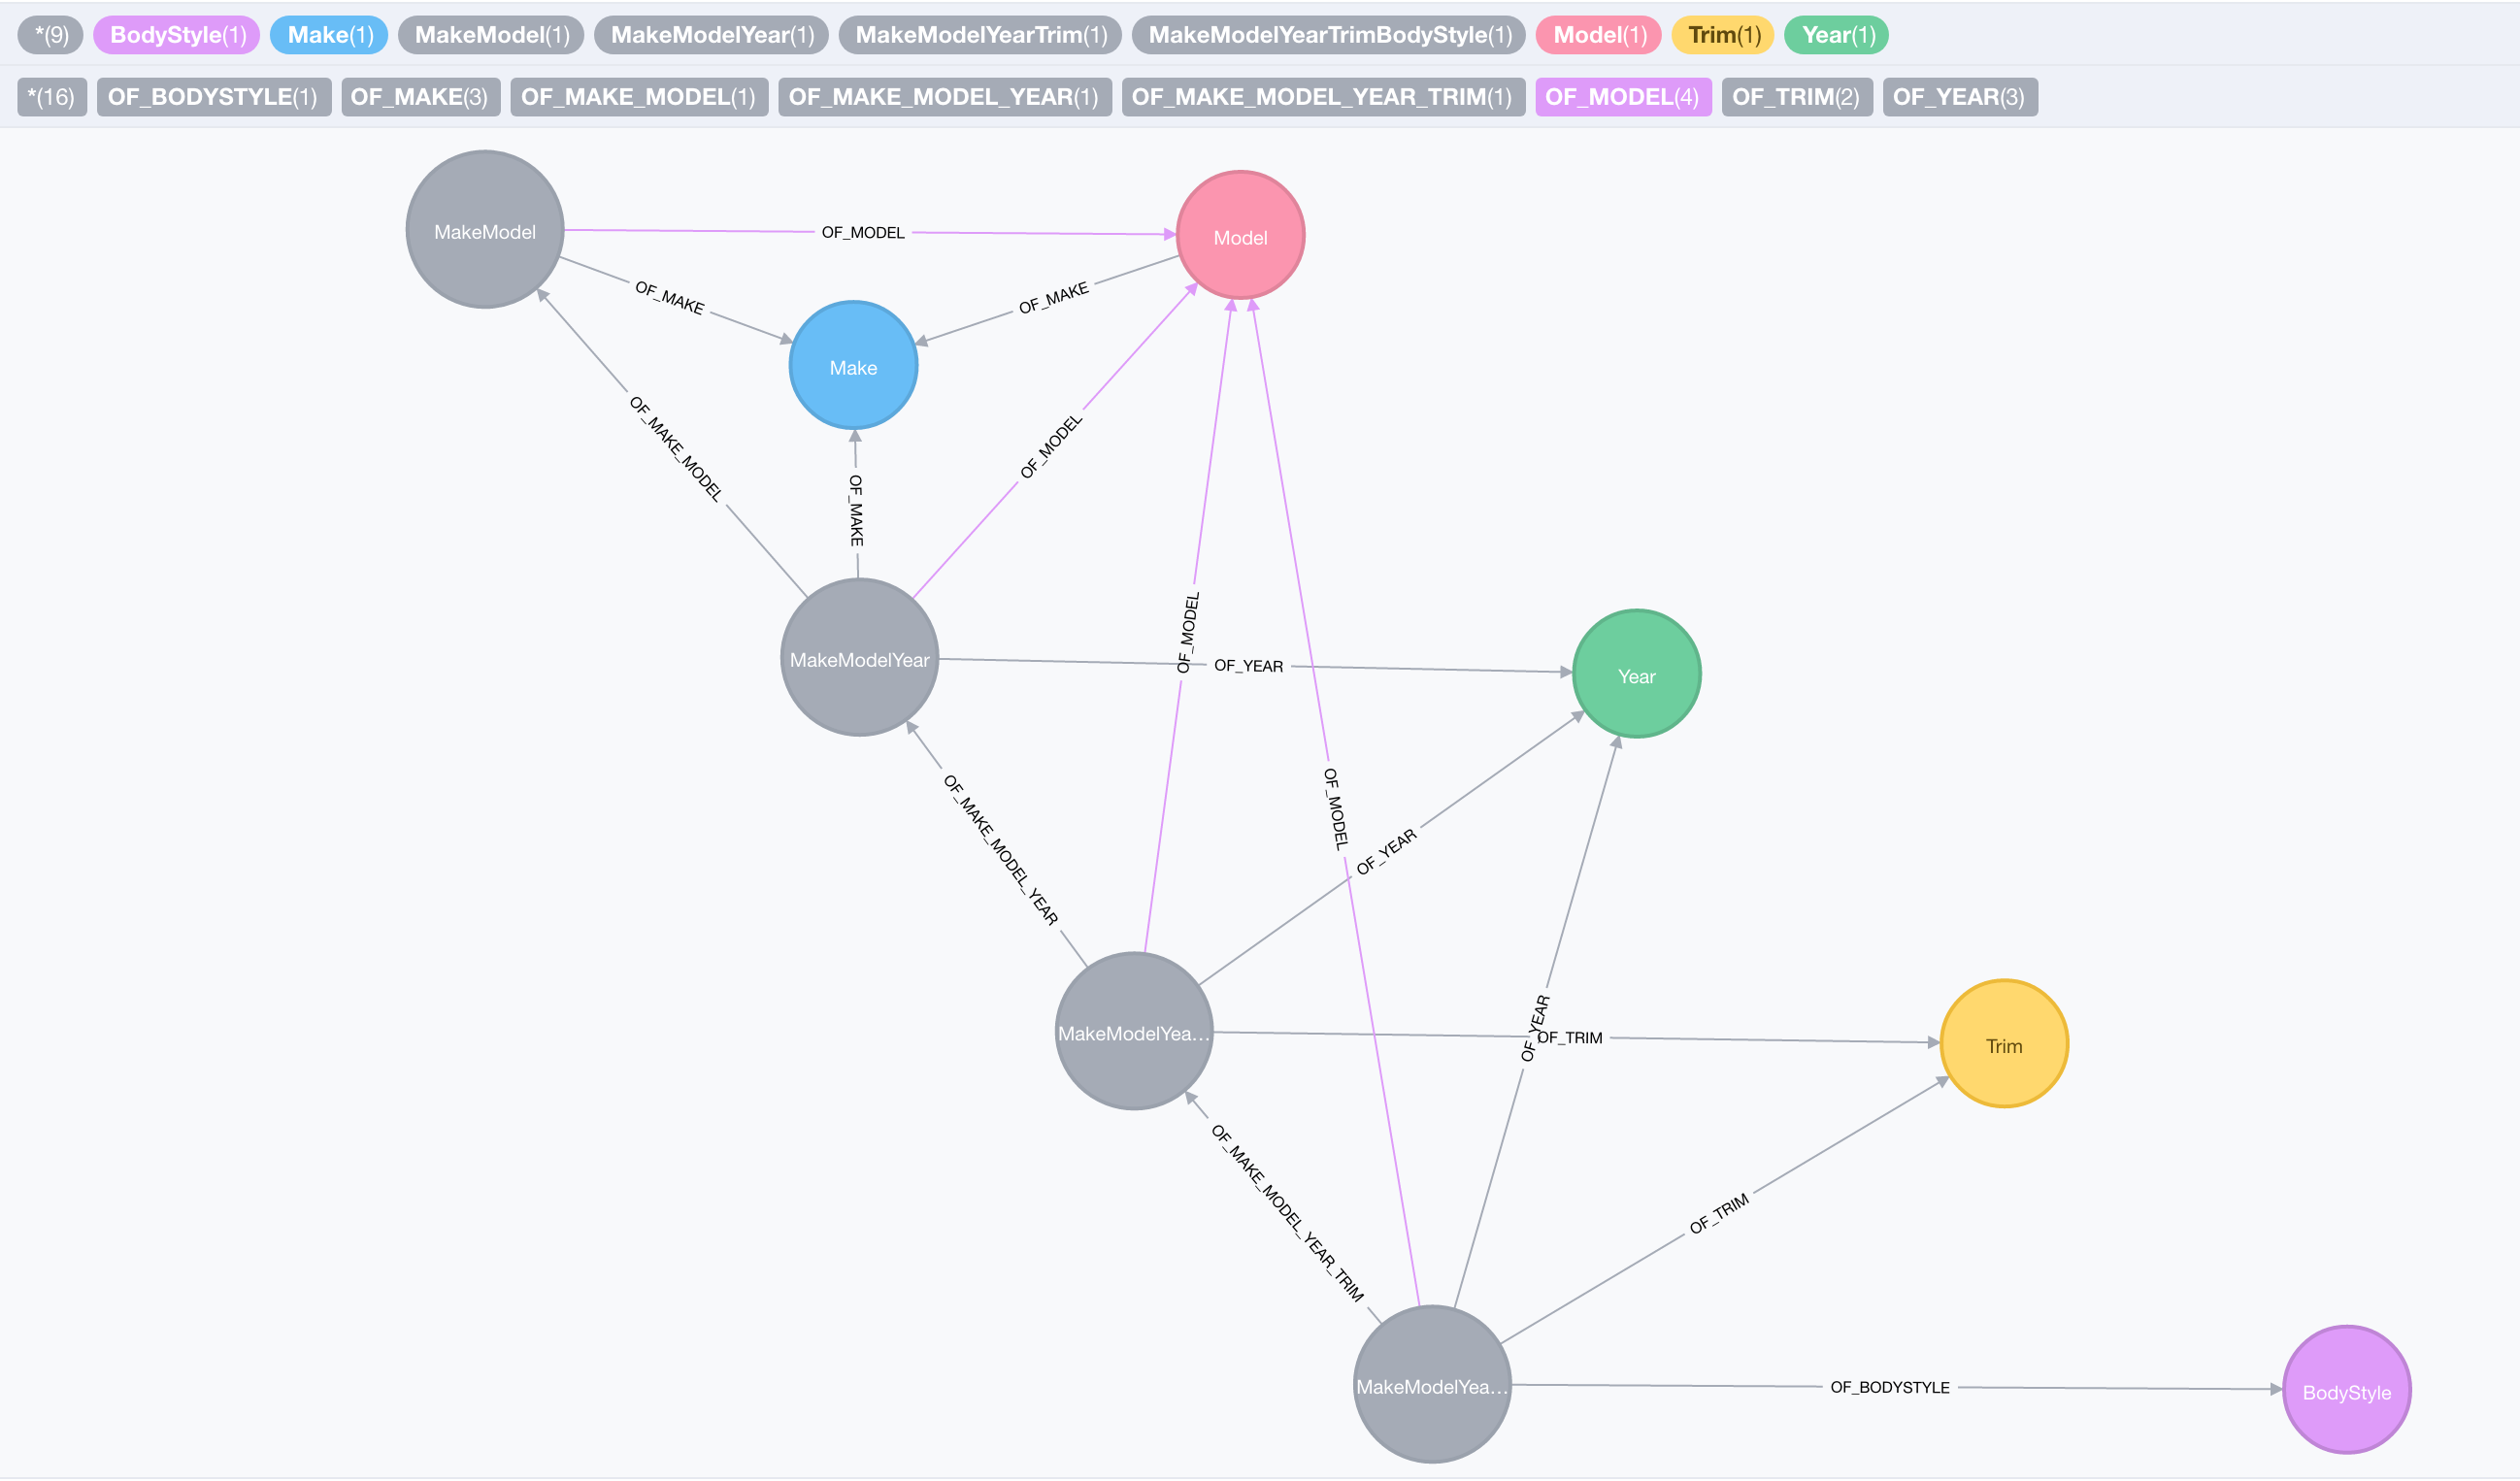 *(9) BodyStyle(1) Make(1) MakeModel(1) MakeModelYear(1) MakeModelYearTrim(1) MakeModelYearTrimBodyStyle(1) Model(1) Trim(1) Year(1)
*(16) OF_BODYSTYLE(1) OF_MAKE(3) OF_MAKE_MODEL(1) OF_MAKE_MODEL_YEAR(1) OF_MAKE_MODEL_YEAR_TRIM(1) OF_MODEL(4) OF_TRIM(2) OF_YEAR(3)
MakeModel
OF_MODEL
Model
OF_MAKE
OF_MAKE
Make
OF_MAKE_MODEL
OF_MODEL
OF_MAKE
OF_MODEL
MakeModelYear
OF_YEAR
Year
OF_MODEL
OF_MAKE_MODEL_YEAR
OF_YEAR
OF_YEAR
MakeModelYea...
OF_TRIM
Trim
OF_MAKE_MODEL_YEAR_TRIM
OF_TRIM
MakeModelYea...
OF_BODYSTYLE
BodyStyle